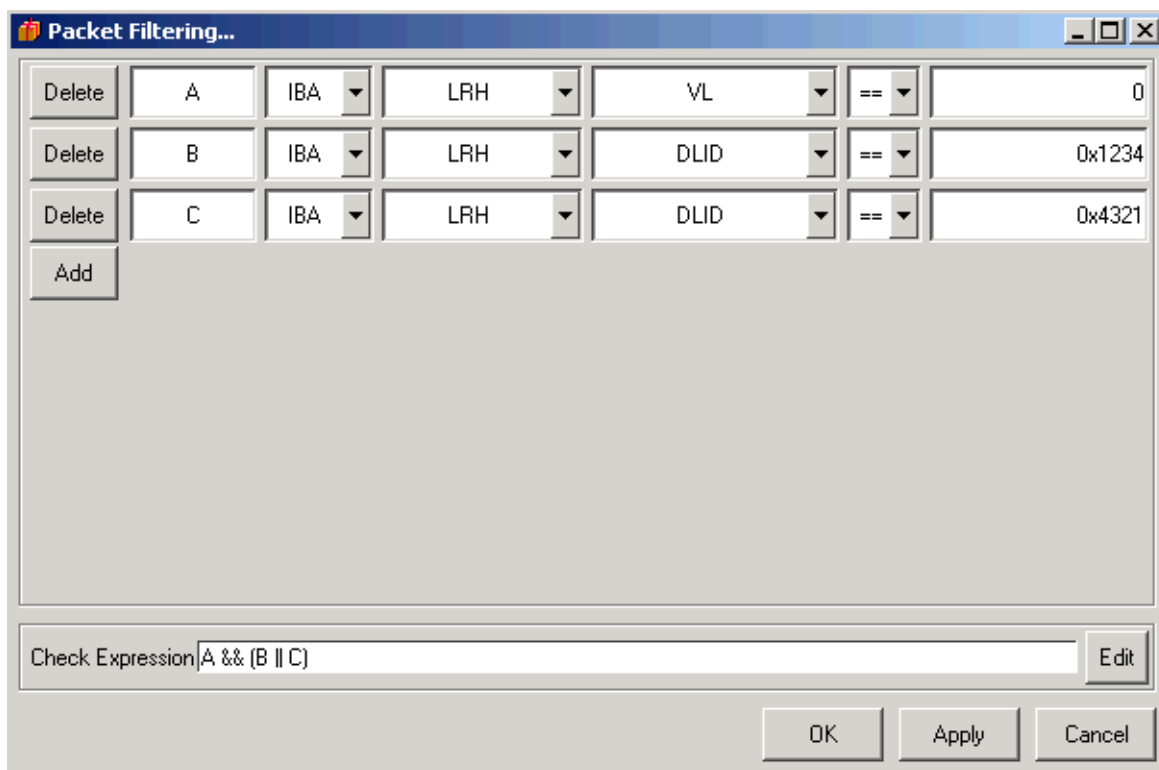 Packet Filtering...
Delete A IBA LRH VL == 0
Delete B IBA LRH DLID == 0x1234
Delete C IBA LRH DLID == 0x4321
Add
Check Expression A && (B || C) Edit
OK Apply Cancel